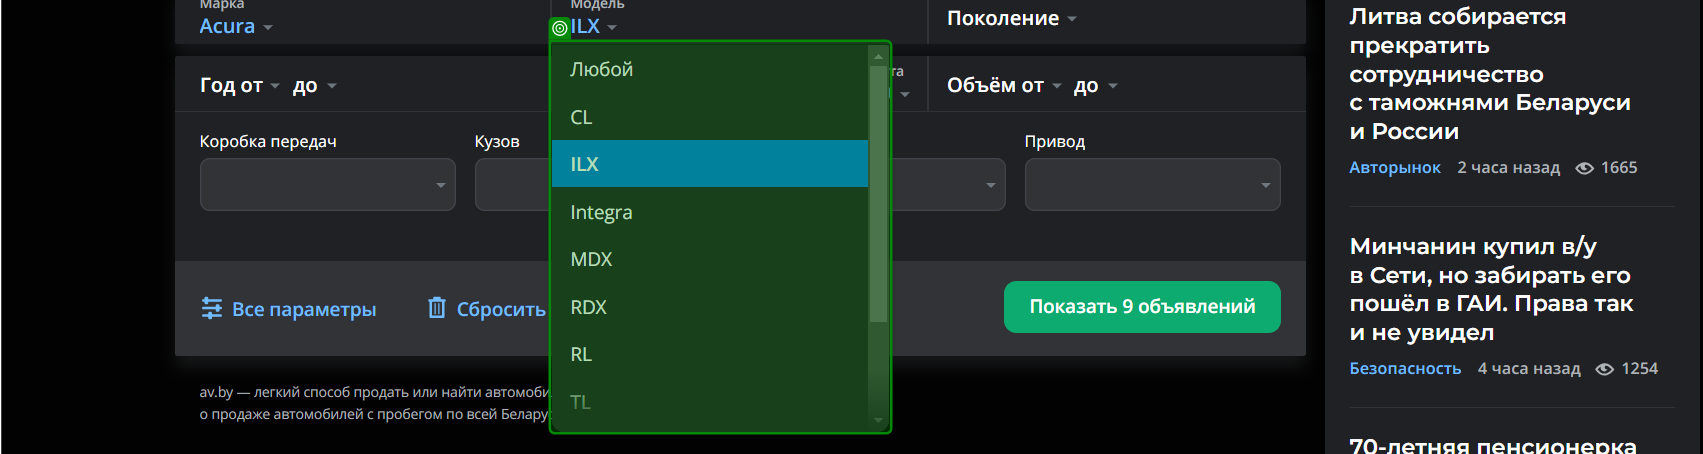 Марка
Acura
Модель
ILX
Поколение
Год от
до
та
Объём от
до
Любой
CL
ILX
Integra
MDX
RDX
RL
TL
Коробка передач
Кузов
Привод
Все параметры
Сбросить
Показать 9 объявлений
av.by — легкий способ продать или найти автомоби
о продаже автомобилей с пробегом по всей Беларус
Литва собирается
прекратить
сотрудничество
с таможнями Беларуси
и России
Авторынок 2 часа назад 1665
Минчанин купил в/у
в Сети, но забирать его
пошёл в ГАИ. Права так
и не увидел
Безопасность 4 часа назад 1254
70-летняя пенсионерка